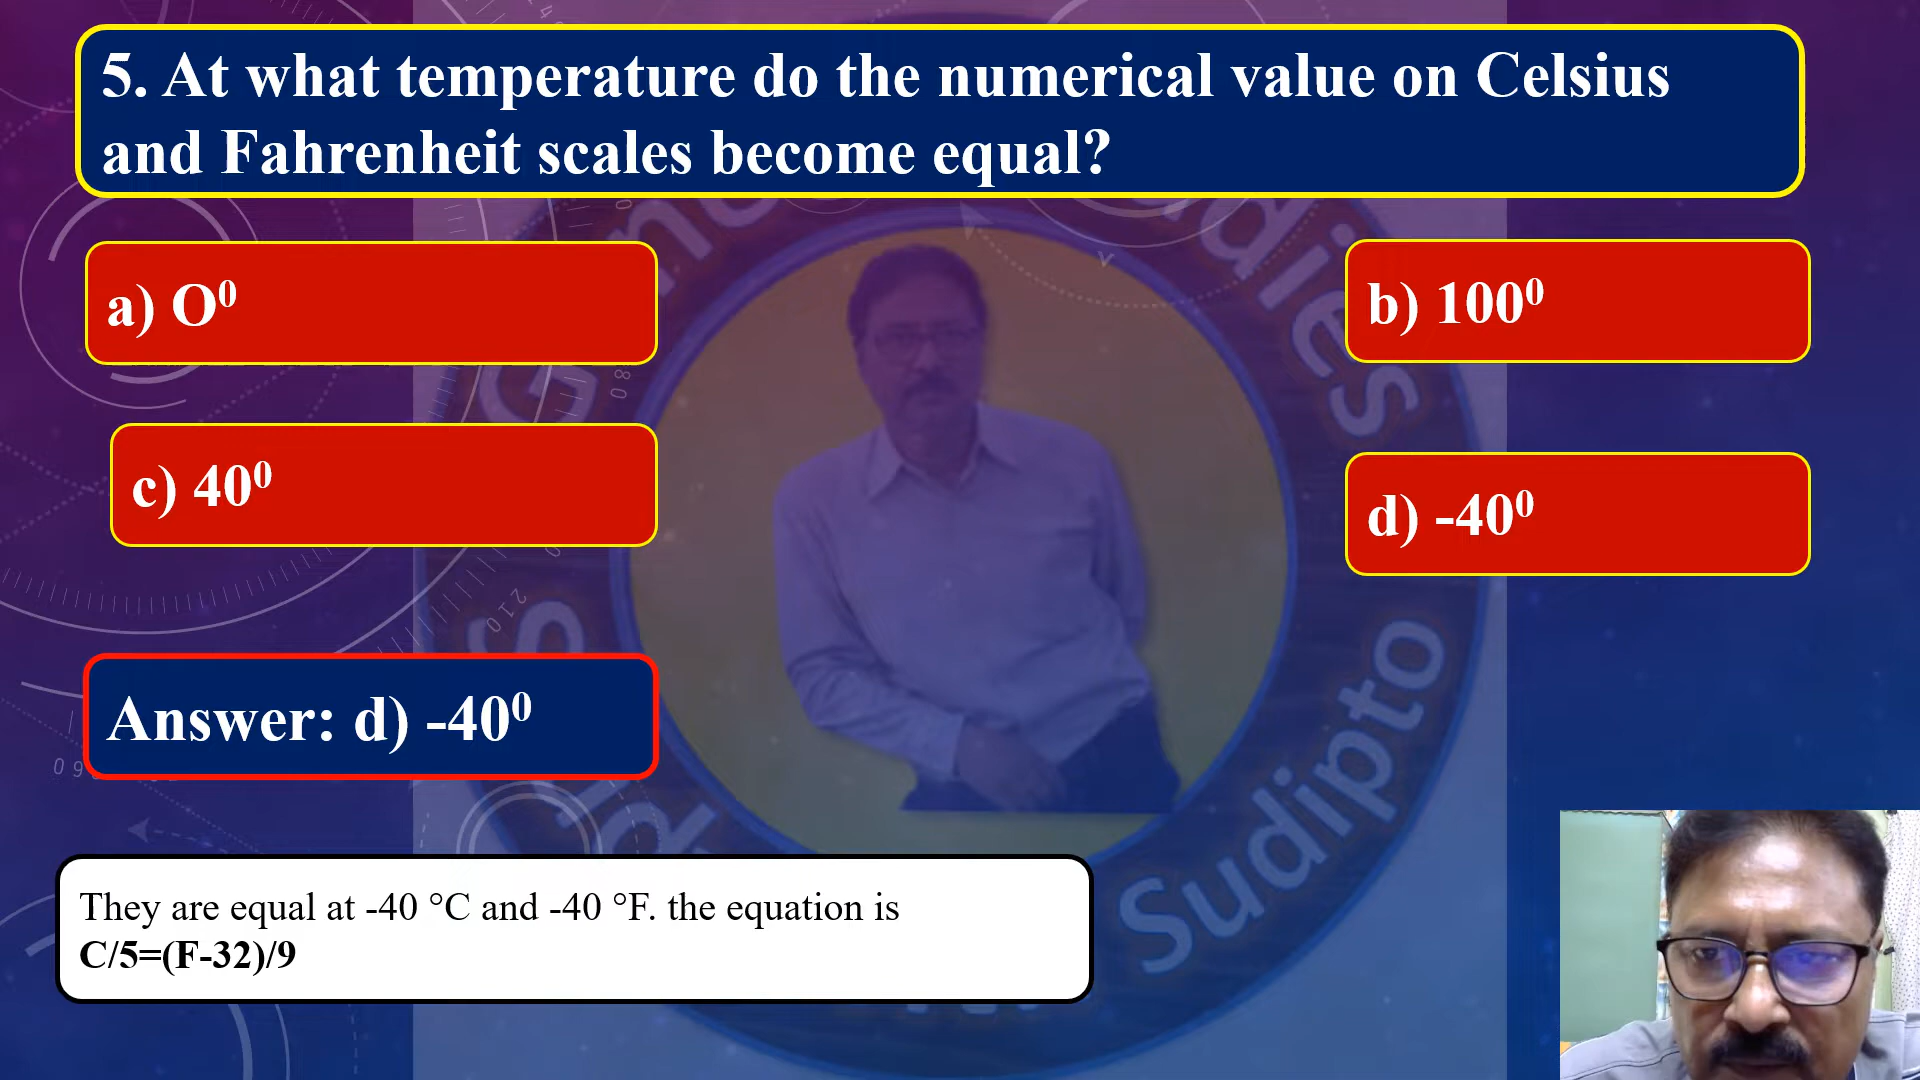 5. At what temperature do the numerical value on Celsius
and Fahrenheit scales become equal?
a) O⁰
b) 100⁰
c) 40⁰
d) -40⁰
Answer: d) -40⁰
They are equal at -40 °C and -40 °F. the equation is
C/5=(F-32)/9
Sudipto
210